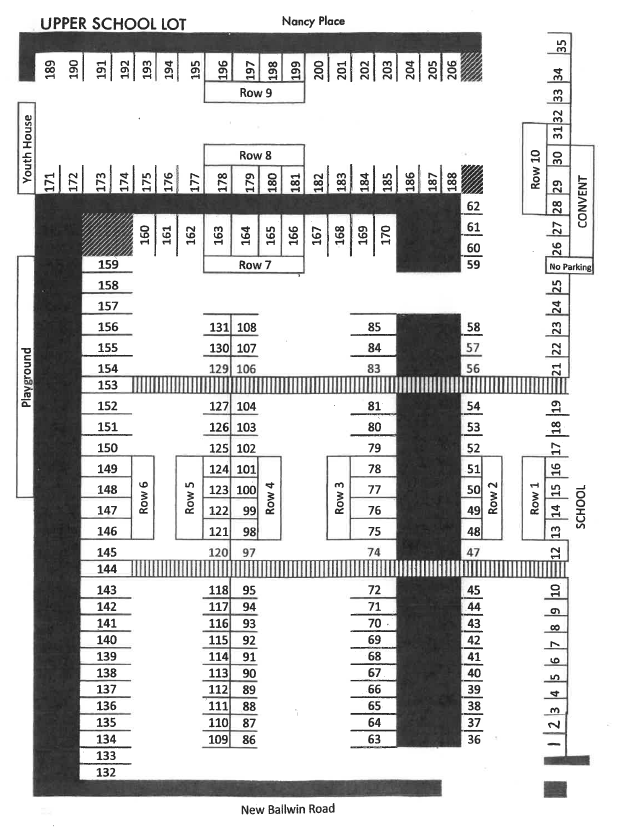 UPPER SCHOOL LOT
Nancy Place
189 190 191 192 193 194 195 196 197 198 199 200 201 202 203 204 205 206
Row 9
Youth House
Row 8
171 172 173 174 175 176 177 178 179 180 181 182 183 184 185 186 187 188
160 161 162 163 164 165 166 167 168 169 170
Row 7
62
61
60
59
35
34
33
32
31
30
29
28
27
26
Row 10
CONVENT
No Parking
25
24
23
22
21
19
18
17
16
15
14
13
12
10
9
8
7
6
5
4
3
2
1
Row 1
SCHOOL
Playground
159
158
157
156 131 108 85 58
155 130 107 84 57
154 129 106 83 56
153
152 127 104 81 54
151 126 103 80 53
150 125 102 79 52
149 124 101 78 51
148 123 100 77 50
147 122 99 76 49
146 121 98 75 48
Row 6
Row 5
Row 4
Row 3
Row 2
145 120 97 74 47
144
143 118 95 72 45
142 117 94 71 44
141 116 93 70 43
140 115 92 69 42
139 114 91 68 41
138 113 90 67 40
137 112 89 66 39
136 111 88 65 38
135 110 87 64 37
134 109 86 63 36
133
132
New Ballwin Road